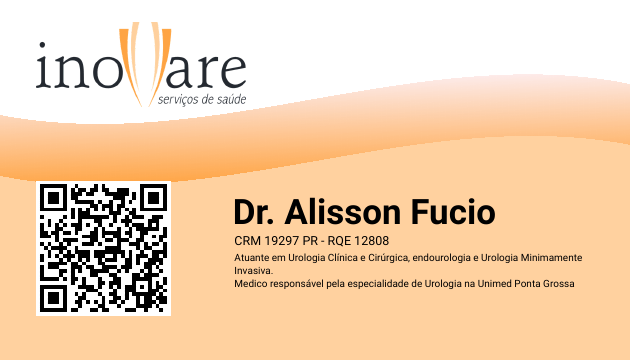 inovare
serviços de saúde
Dr. Alisson Fucio
CRM 19297 PR - RQE 12808
Atuante em Urologia Clínica e Cirúrgica, endourologia e Urologia Minimamente
Invasiva.
Medico responsável pela especialidade de Urologia na Unimed Ponta Grossa